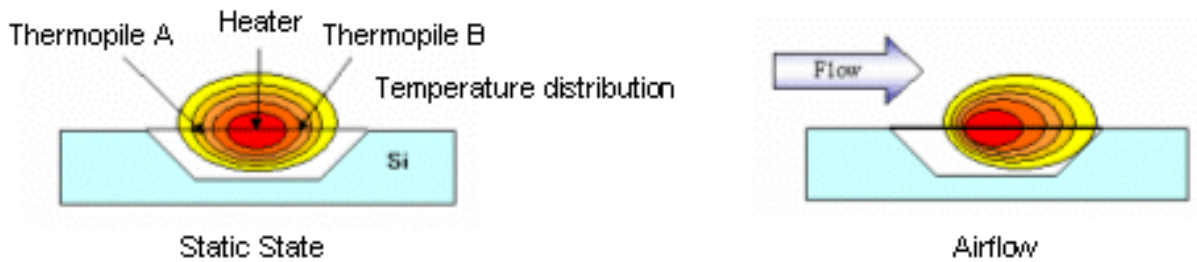 Heater
Thermopile A
Thermopile B
Temperature distribution
Si
Static State
Flow
Airflow